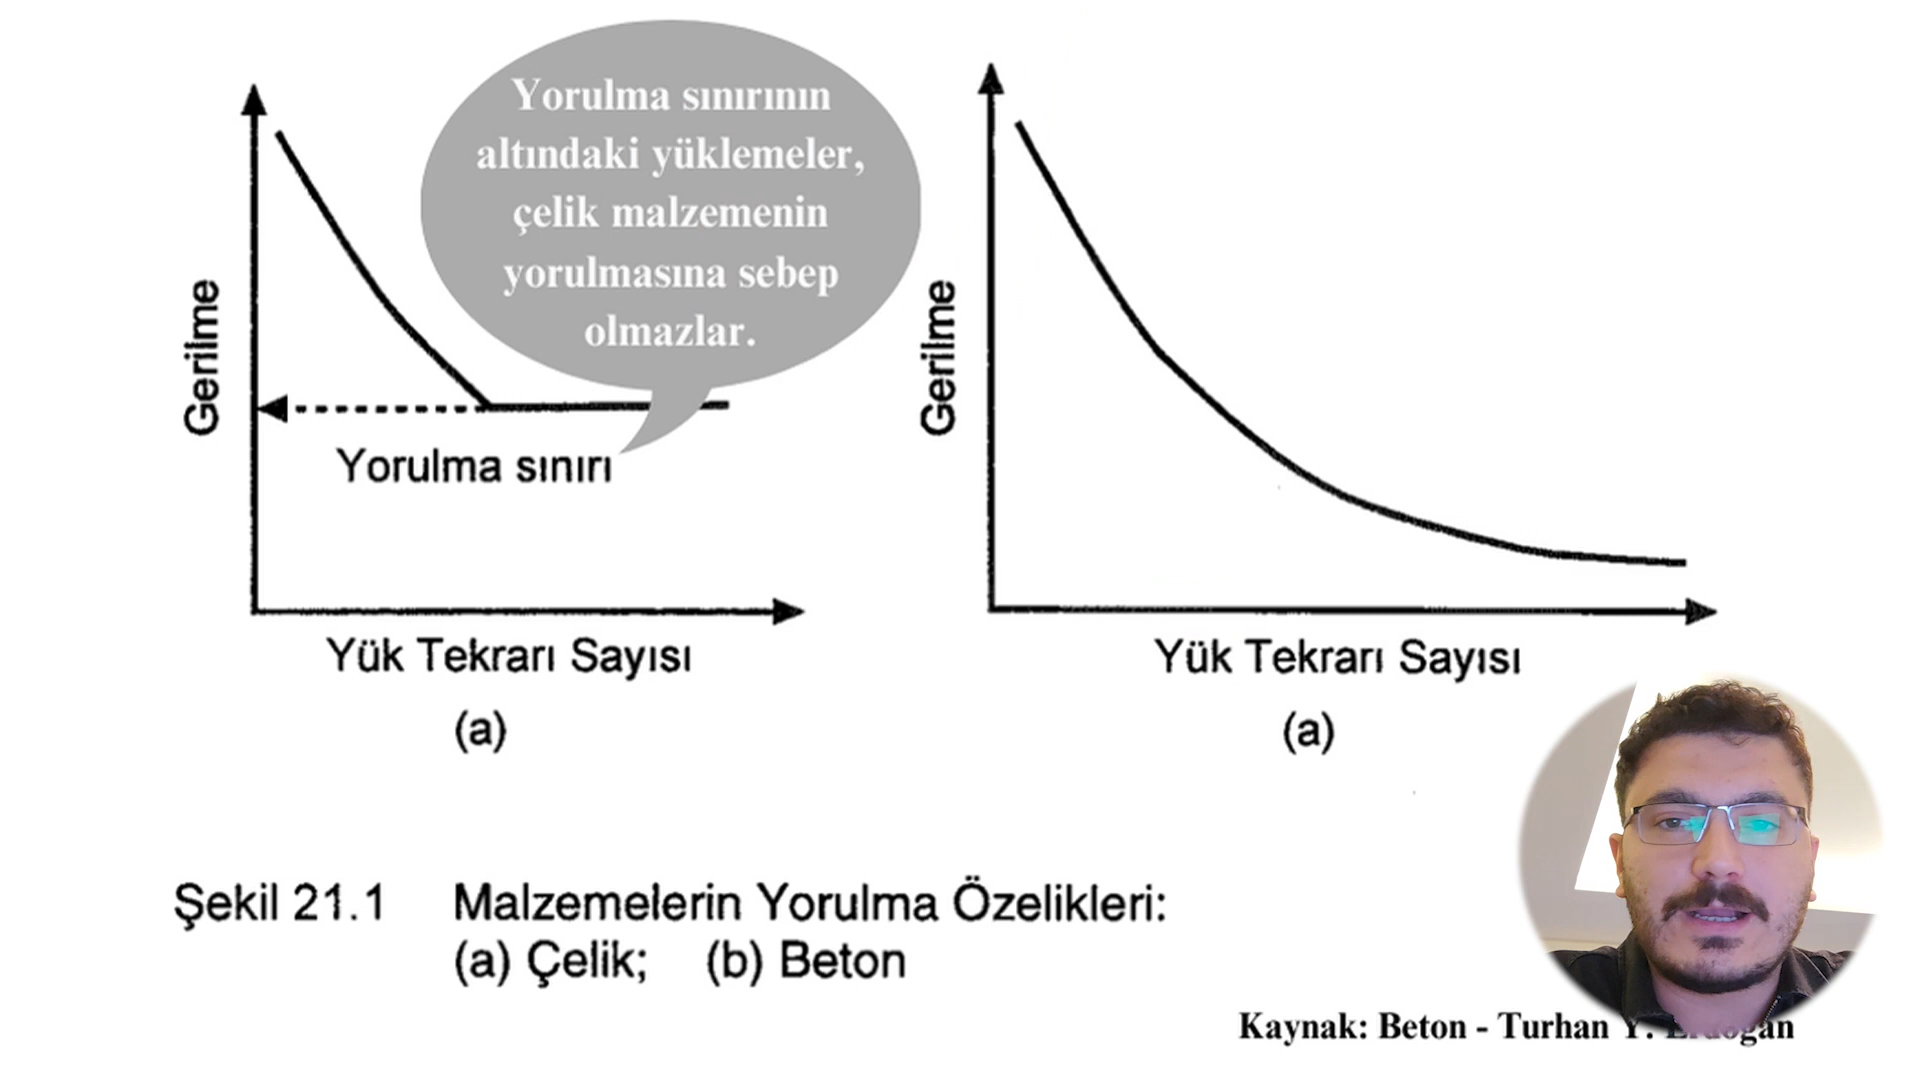 Yorulma sınırının
altındaki yüklemeler,
çelik malzemenin
yorulmasına sebep
olmazlar.
Gerilme
Yorulma sınırı
Yük Tekrarı Sayısı
(a)
Gerilme
Yük Tekrarı Sayısı
(a)
Şekil 21.1 Malzemelerin Yorulma Özelikleri:
(a) Çelik; (b) Beton
Kaynak: Beton - Turhan Y. Erdoğan